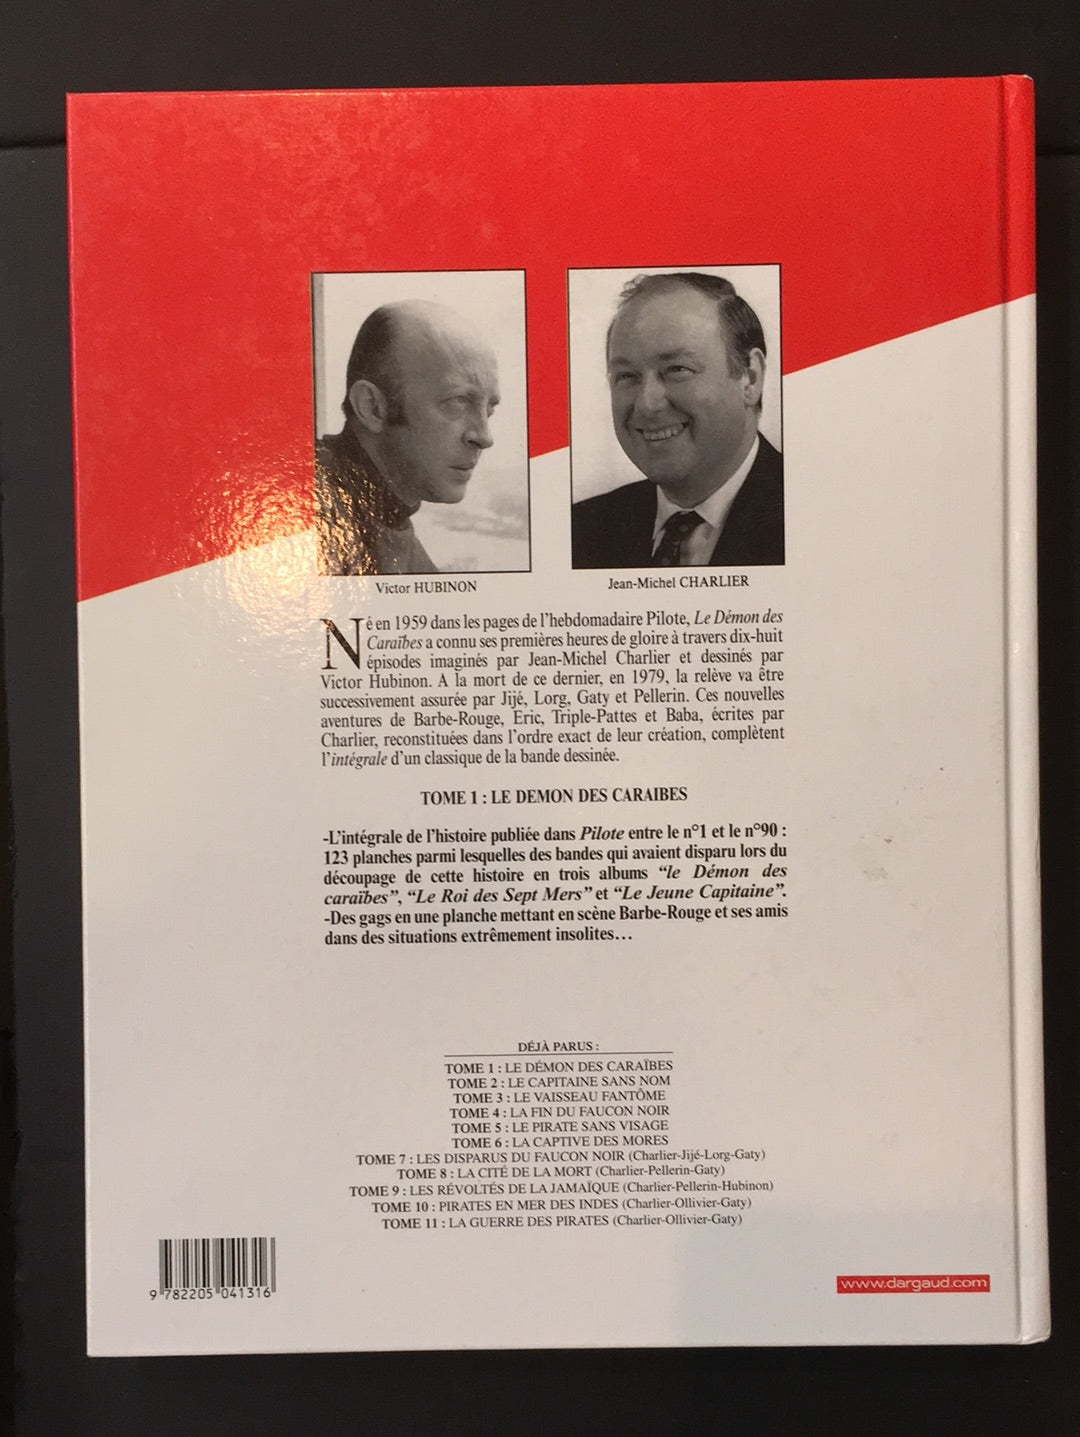 Victor HUBINON
Jean-Michel CHARLIER
Né en 1959 dans les pages de l'hebdomadaire Pilote, Le Démon des
Caraïbes a connu ses premières heures de gloire à travers dix-huit
épisodes imaginés par Jean-Michel Charlier et dessinés par
Victor Hubinon. A la mort de ce dernier, en 1979, la relève va être
successivement assurée par Jijé, Lorg, Gaty et Pellerin. Ces nouvelles
aventures de Barbe-Rouge, Eric, Triple-Pattes et Baba, écrites par
Charlier, reconstituées dans l'ordre exact de leur création, complètent
l'intégrale d'un classique de la bande dessinée.
TOME 1 : LE DEMON DES CARAIBES
-L'intégrale de l'histoire publiée dans Pilote entre le n°1 et le n°90 :
123 planches parmi lesquelles des bandes qui avaient disparu lors du
découpage de cette histoire en trois albums “le Démon des
caraïbes”, “Le Roi des Sept Mers” et “Le Jeune Capitaine”.
-Des gags en une planche mettant en scène Barbe-Rouge et ses amis
dans des situations extrêmement insolites…
DÉJÀ PARUS :
TOME 1 : LE DÉMON DES CARAÏBES
TOME 2 : LE CAPITAINE SANS NOM
TOME 3 : LE VAISSEAU FANTÔME
TOME 4 : LA FIN DU FAUCON NOIR
TOME 5 : LE PIRATE SANS VISAGE
TOME 6 : LA CAPTIVE DES MORES
TOME 7 : LES DISPARUS DU FAUCON NOIR (Charlier-Jijé-Lorg-Gaty)
TOME 8 : LA CITÉ DE LA MORT (Charlier-Pellerin-Gaty)
TOME 9 : LES RÉVOLTÉS DE LA JAMAÏQUE (Charlier-Pellerin-Hubinon)
TOME 10 : PIRATES EN MER DES INDES (Charlier-Ollivier-Gaty)
TOME 11 : LA GUERRE DES PIRATES (Charlier-Ollivier-Gaty)
9 782205 041316
www.dargaud.com